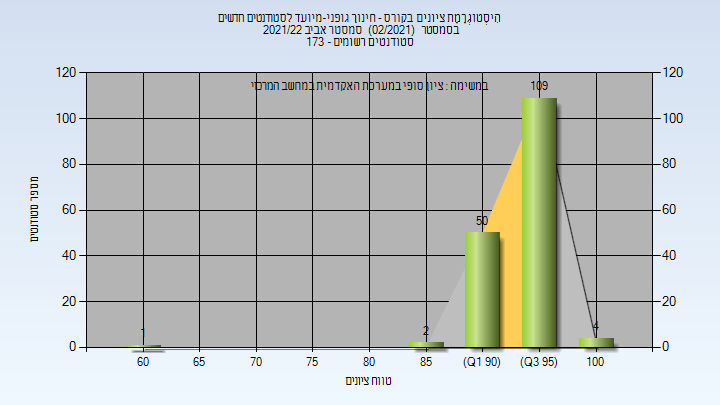 היסטוגרמת ציונים בקורס - חינוך גופני-מיועד לסטודנטים חדשים
בסמסטר (02/2021) סמסטר אביב 2021/22
סטודנטים רשומים - 173
במשימה : ציון סופי במערכת האקדמית במחשב המרכזי
120 120
100 100
80 80
60 60
40 40
20 20
0 0
מספר סטודנטים
1 2 50 109 4
60 65 70 75 80 85 (Q1 90) (Q3 95) 100
טווח ציונים